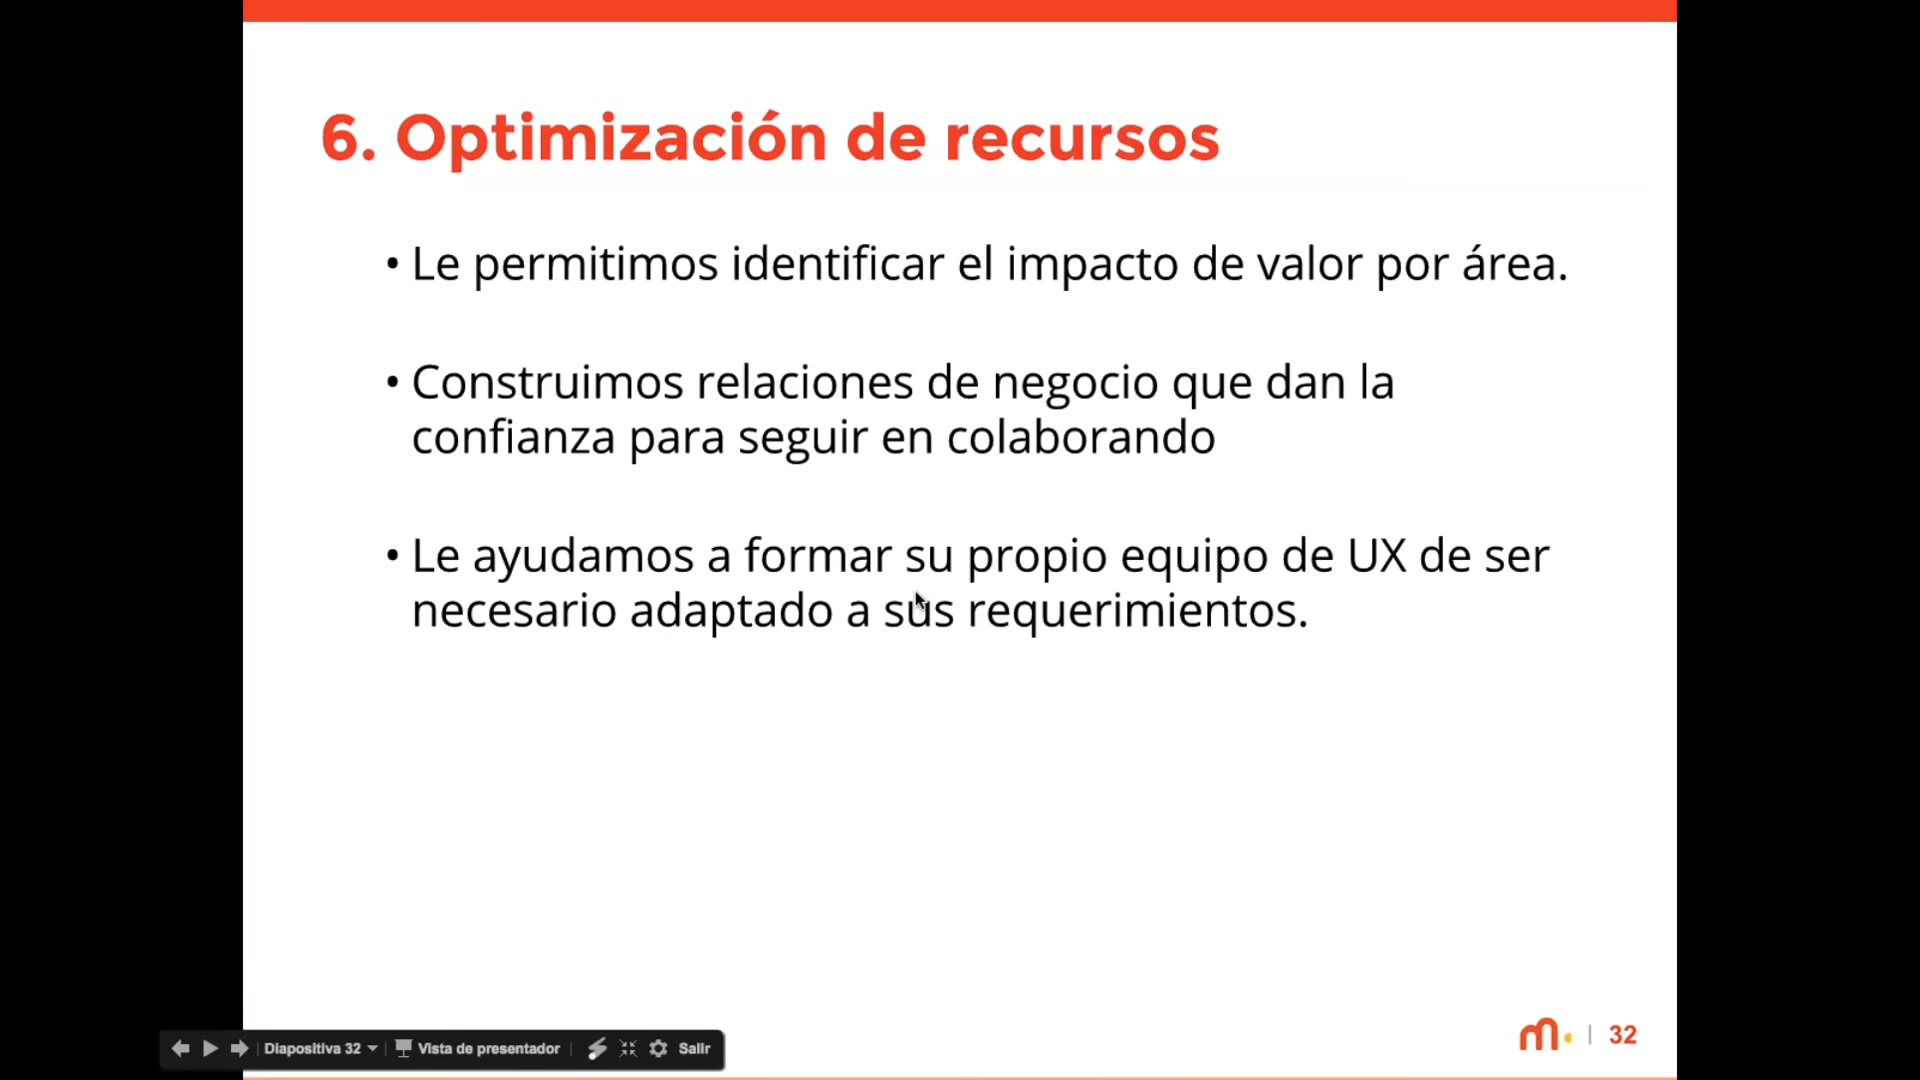 6. Optimización de recursos
• Le permitimos identificar el impacto de valor por área.
• Construimos relaciones de negocio que dan la
confianza para seguir en colaborando
• Le ayudamos a formar su propio equipo de UX de ser
necesario adaptado a sus requerimientos.
m. | 32
Diapositiva 32 Vista de presentador Salir